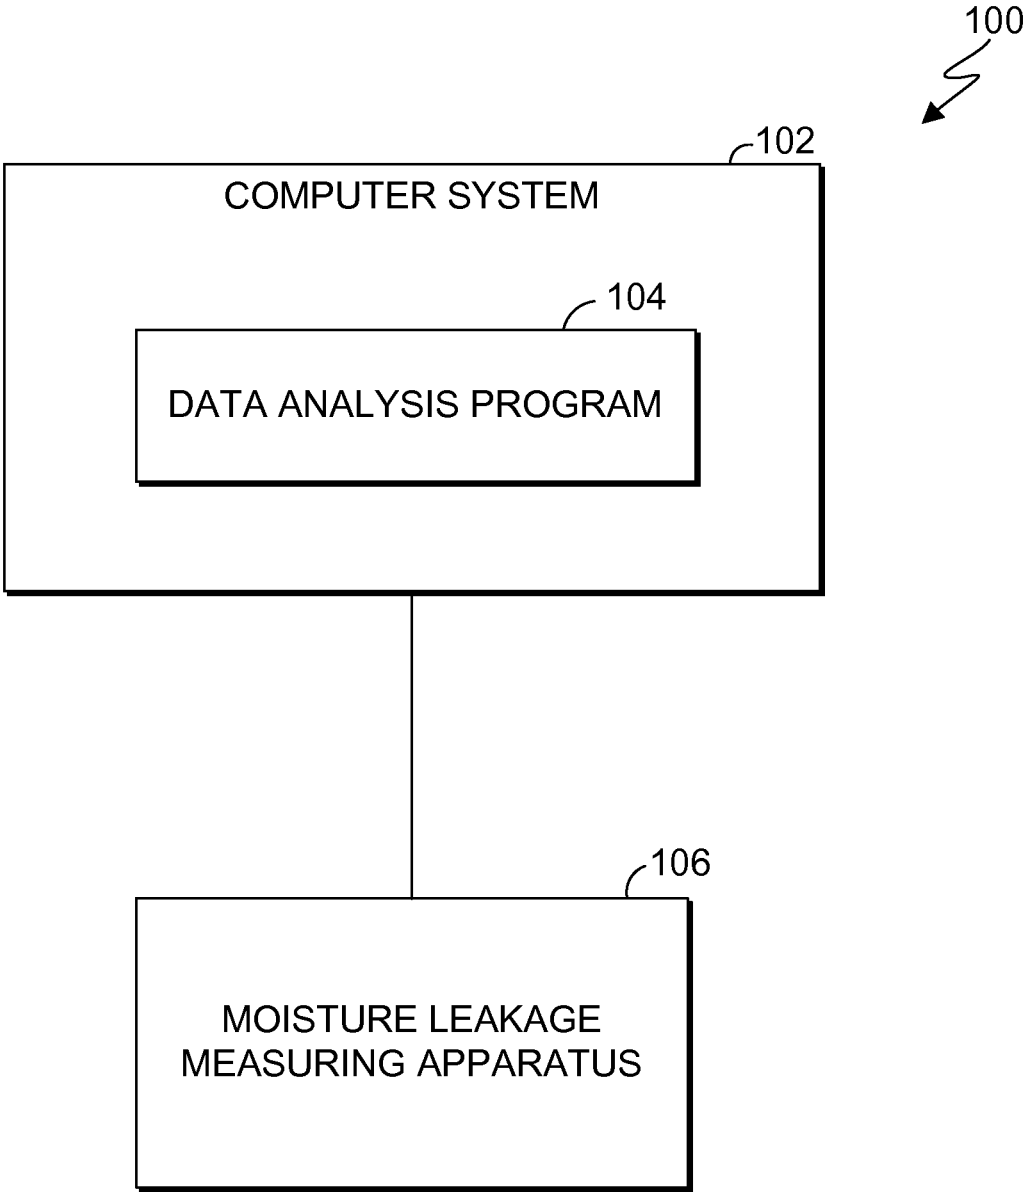 100
102
COMPUTER SYSTEM
104
DATA ANALYSIS PROGRAM
106
MOISTURE LEAKAGE
MEASURING APPARATUS